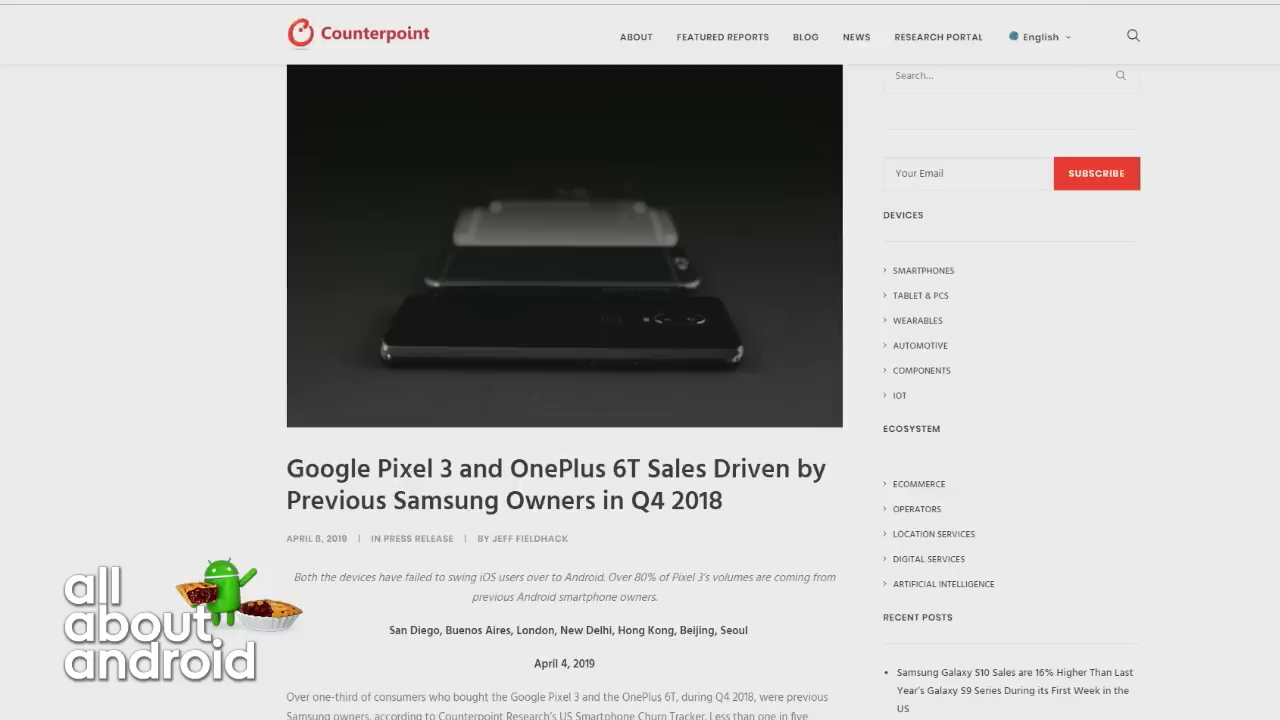 Counterpoint
ABOUT
FEATURED REPORTS
BLOG
NEWS
RESEARCH PORTAL
English
Search...
Your Email
SUBSCRIBE
DEVICES
SMARTPHONES
TABLET & PCS
WEARABLES
AUTOMOTIVE
COMPONENTS
IOT
ECOSYSTEM
ECOMMERCE
OPERATORS
LOCATION SERVICES
DIGITAL SERVICES
ARTIFICIAL INTELLIGENCE
RECENT POSTS
Samsung Galaxy S10 Sales are 16% Higher Than Last
Year's Galaxy S9 Series During its First Week in the
US
Google Pixel 3 and OnePlus 6T Sales Driven by
Previous Samsung Owners in Q4 2018
APRIL 8, 2019 | IN PRESS RELEASE | BY JEFF FIELDHACK
Both the devices have failed to swing iOS users over to Android. Over 80% of Pixel 3's volumes are coming from
previous Android smartphone owners.
San Diego, Buenos Aires, London, New Delhi, Hong Kong, Beijing, Seoul
April 4, 2019
Over one-third of consumers who bought the Google Pixel 3 and the OnePlus 6T, during Q4 2018, were previous
Samsung owners, according to Counterpoint Research's US Smartphone Churn Tracker. Less than one in five
all
about
android